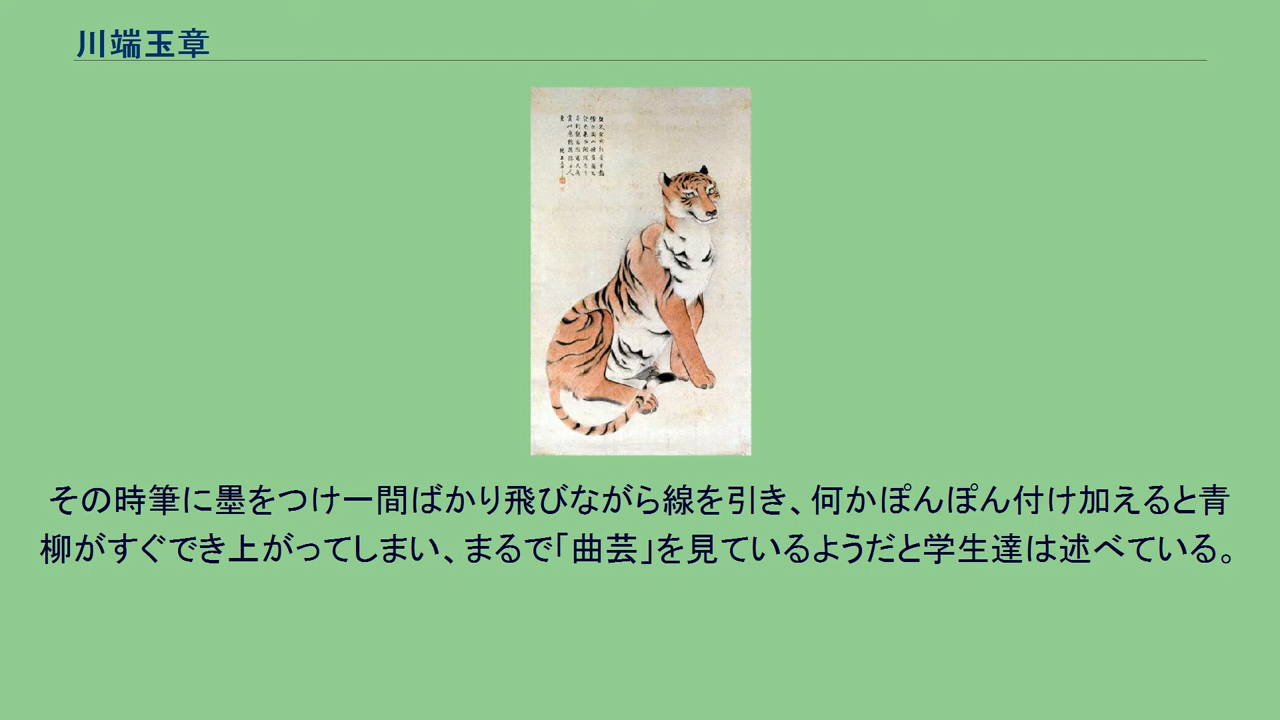 川端玉章
その時筆に墨をつけ一間ばかり飛びながら線を引き、何かぽんぽん付け加えると青
柳がすぐでき上がってしまい、まるで「曲芸」を見ているようだと学生達は述べている。